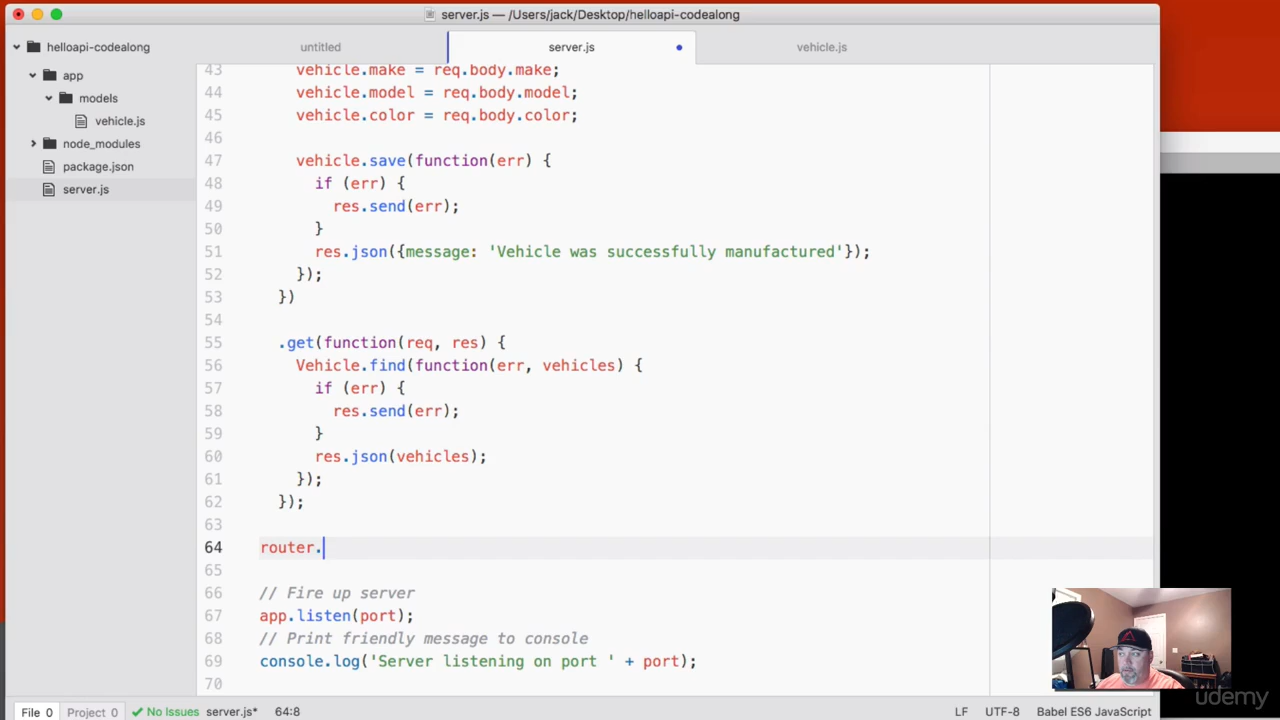 server.js — /Users/jack/Desktop/helloapi-codealong
helloapi-codealong
app
models
vehicle.js
node_modules
package.json
server.js
untitled
server.js
vehicle.js
43 vehicle.make = req.body.make;
44 vehicle.model = req.body.model;
45 vehicle.color = req.body.color;
46
47 vehicle.save(function(err) {
48 if (err) {
49 res.send(err);
50 }
51 res.json({message: 'Vehicle was successfully manufactured'});
52 });
53 })
54
55 .get(function(req, res) {
56 Vehicle.find(function(err, vehicles) {
57 if (err) {
58 res.send(err);
59 }
60 res.json(vehicles);
61 });
62 });
63
64 router.
65
66 // Fire up server
67 app.listen(port);
68 // Print friendly message to console
69 console.log('Server listening on port ' + port);
70
File 0 Project 0 No Issues server.js* 64:8
LF UTF-8 Babel ES6 JavaScript
udemy